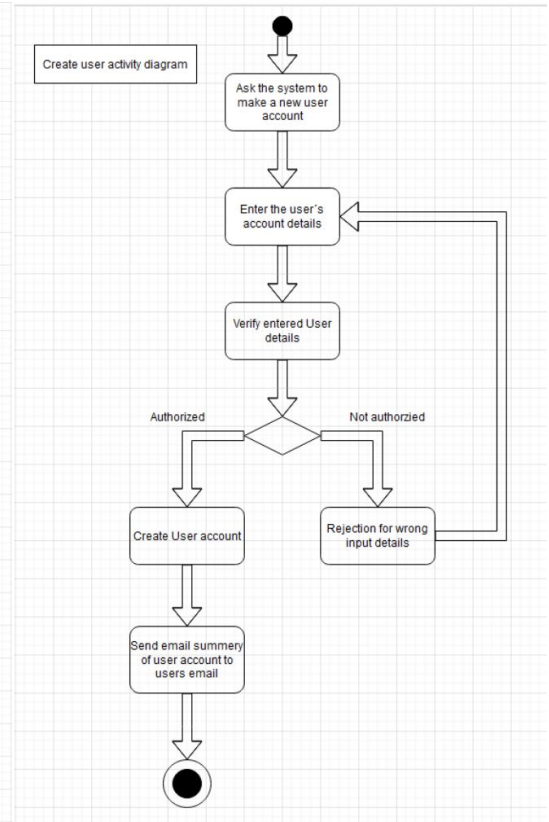 Create user activity diagram
Ask the system to
make a new user
account
Enter the user´s
account details
Verify entered User
details
Authorized
Not authorzied
Create User account
Rejection for wrong
input details
Send email summery
of user account to
users email